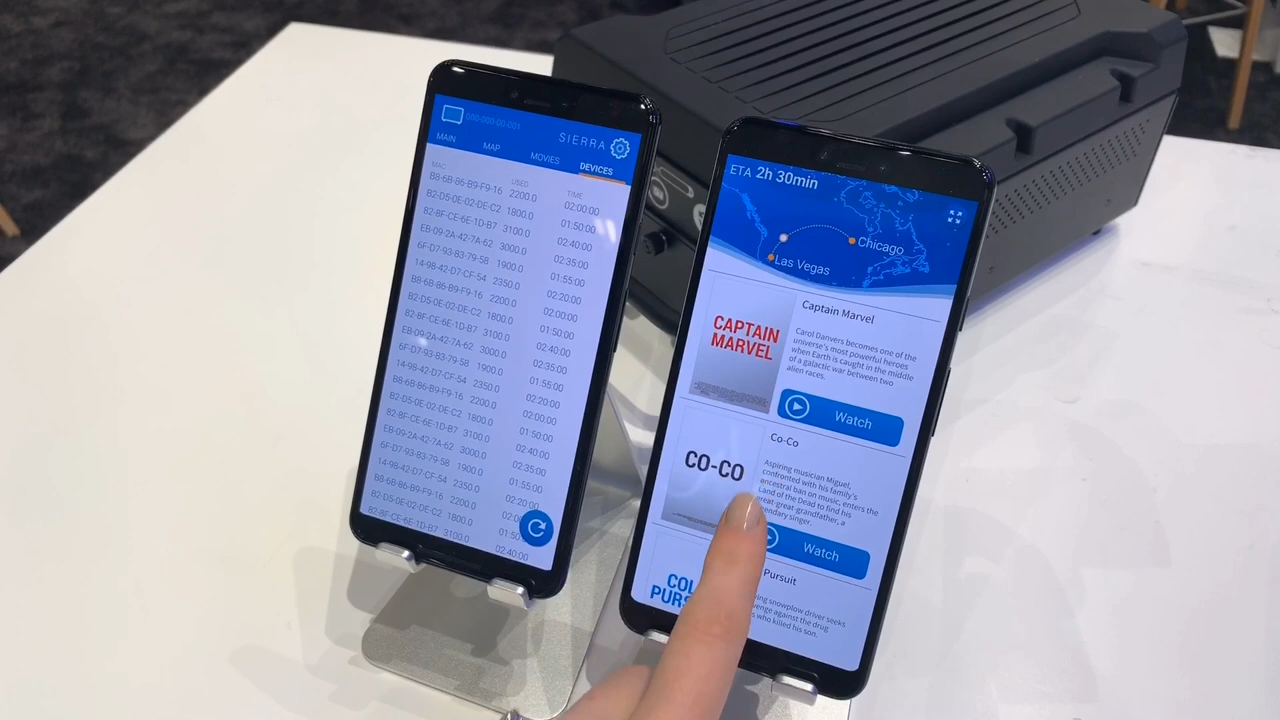 000-000-00-001
SIERRA
MAIN MAP MOVIES DEVICES
MAC USED TIME
B8-6B-86-B9-F9-16 2200.0 02:00:00
B2-D5-0E-02-DE-C2 1800.0 01:50:00
82-8F-CE-6E-1D-B7 3100.0 02:40:00
EB-09-2A-42-7A-62 3000.0 02:35:00
6F-D7-93-83-79-58 1900.0 01:55:00
14-98-42-D7-CF-54 2350.0 02:20:00
B8-6B-86-B9-F9-16 2200.0 02:00:00
B2-D5-0E-02-DE-C2 1800.0 01:50:00
82-8F-CE-6E-1D-B7 3100.0 02:40:00
EB-09-2A-42-7A-62 3000.0 02:35:00
6F-D7-93-83-79-58 1900.0 01:55:00
14-98-42-D7-CF-54 2350.0 02:20:00
B8-6B-86-B9-F9-16 2200.0 02:00:00
B2-D5-0E-02-DE-C2 1800.0 01:50:00
82-8F-CE-6E-1D-B7 3100.0 02:40:00
EB-09-2A-42-7A-62 3000.0 02:35:00
6F-D7-93-83-79-58 1900.0 01:55:00
14-98-42-D7-CF-54 2350.0 02:20:00
B8-6B-86-B9-F9-16 2200.0 02:0
B2-D5-0E-02-DE-C2 1800.0 01:50
82-8F-CE-6E-1D-B7 3100.0 02:40:00
ETA 2h 30min
Chicago
Las Vegas
CAPTAIN
MARVEL
Captain Marvel
Carol Danvers becomes one of the
universe's most powerful heroes
when Earth is caught in the middle
of a galactic war between two
alien races.
Watch
CO-CO
Co-Co
Aspiring musician Miguel,
confronted with his family's
ancestral ban on music, enters the
Land of the Dead to find his
great-great-grandfather, a
endary singer.
Watch
COL
PURS
Pursuit
ing snowplow driver seeks
enge against the drug
s who killed his son.